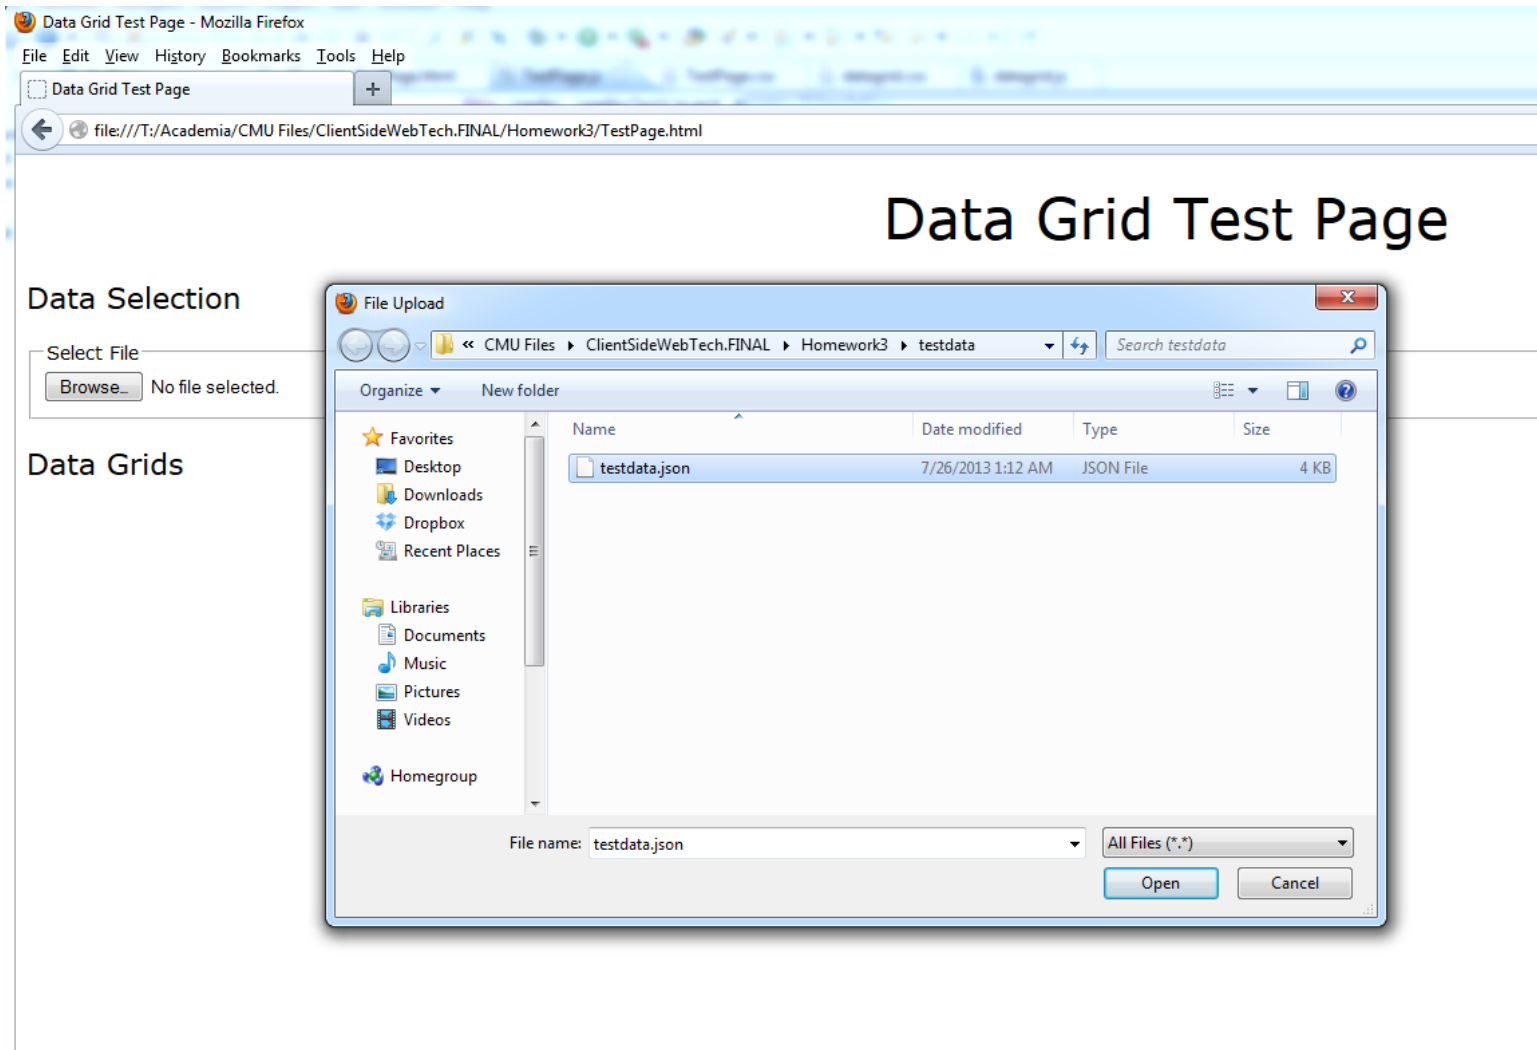 Data Grid Test Page - Mozilla Firefox
File Edit View History Bookmarks Tools Help
Data Grid Test Page +
file:///T:/Academia/CMU Files/ClientSideWebTech.FINAL/Homework3/TestPage.html
Data Grid Test Page
Data Selection
Select File
Browse... No file selected.
Data Grids
File Upload
« CMU Files ▸ ClientSideWebTech.FINAL ▸ Homework3 ▸ testdata
Search testdata
Organize ▾ New folder
Name Date modified Type Size
testdata.json 7/26/2013 1:12 AM JSON File 4 KB
Favorites
Desktop
Downloads
Dropbox
Recent Places
Libraries
Documents
Music
Pictures
Videos
Homegroup
File name: testdata.json All Files (*.*)
Open Cancel